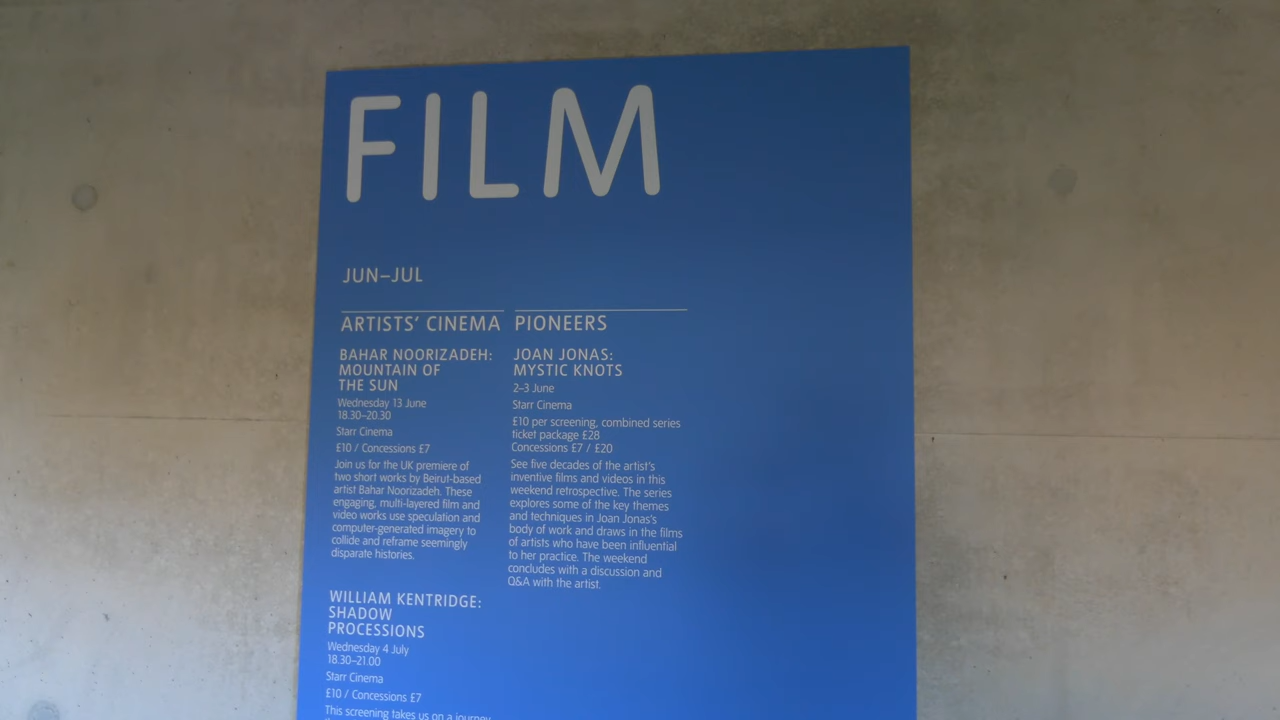 FILM
JUN–JUL
ARTISTS' CINEMA
BAHAR NOORIZADEH:
MOUNTAIN OF
THE SUN
Wednesday 13 June
18.30–20.30
Starr Cinema
£10 / Concessions £7
Join us for the UK premiere of
two short works by Beirut-based
artist Bahar Noorizadeh. These
engaging, multi-layered film and
video works use speculation and
computer-generated imagery to
collide and reframe seemingly
disparate histories.
WILLIAM KENTRIDGE:
SHADOW
PROCESSIONS
Wednesday 4 July
18.30–21.00
Starr Cinema
£10 / Concessions £7
This screening takes us on a journey
PIONEERS
JOAN JONAS:
MYSTIC KNOTS
2–3 June
Starr Cinema
£10 per screening, combined series
ticket package £28
Concessions £7 / £20
See five decades of the artist's
inventive films and videos in this
weekend retrospective. The series
explores some of the key themes
and techniques in Joan Jonas's
body of work and draws in the films
of artists who have been influential
to her practice. The weekend
concludes with a discussion and
Q&A with the artist.